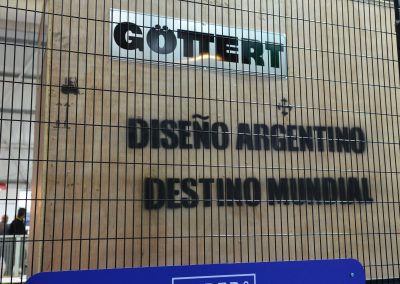 GÖTTERT
DISEÑO ARGENTINO
DESTINO MUNDIAL